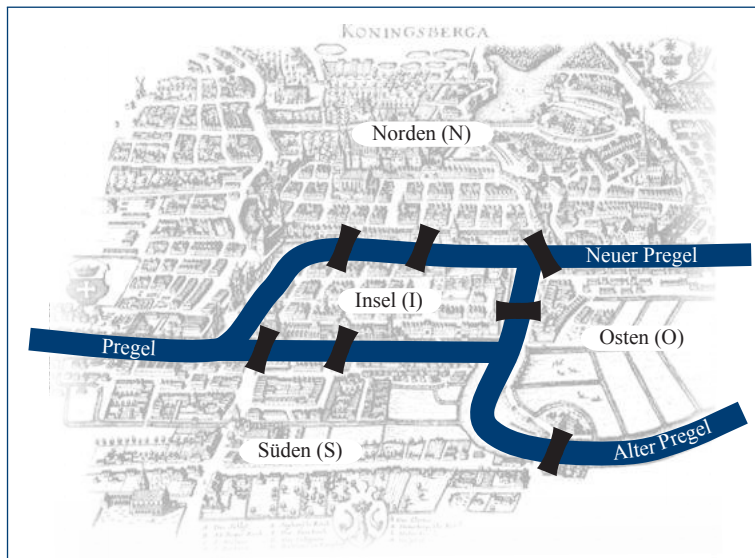 KONINGSBERGA
Norden (N)
Neuer Pregel
Insel (I)
Osten (O)
Pregel
Süden (S)
Alter Pregel